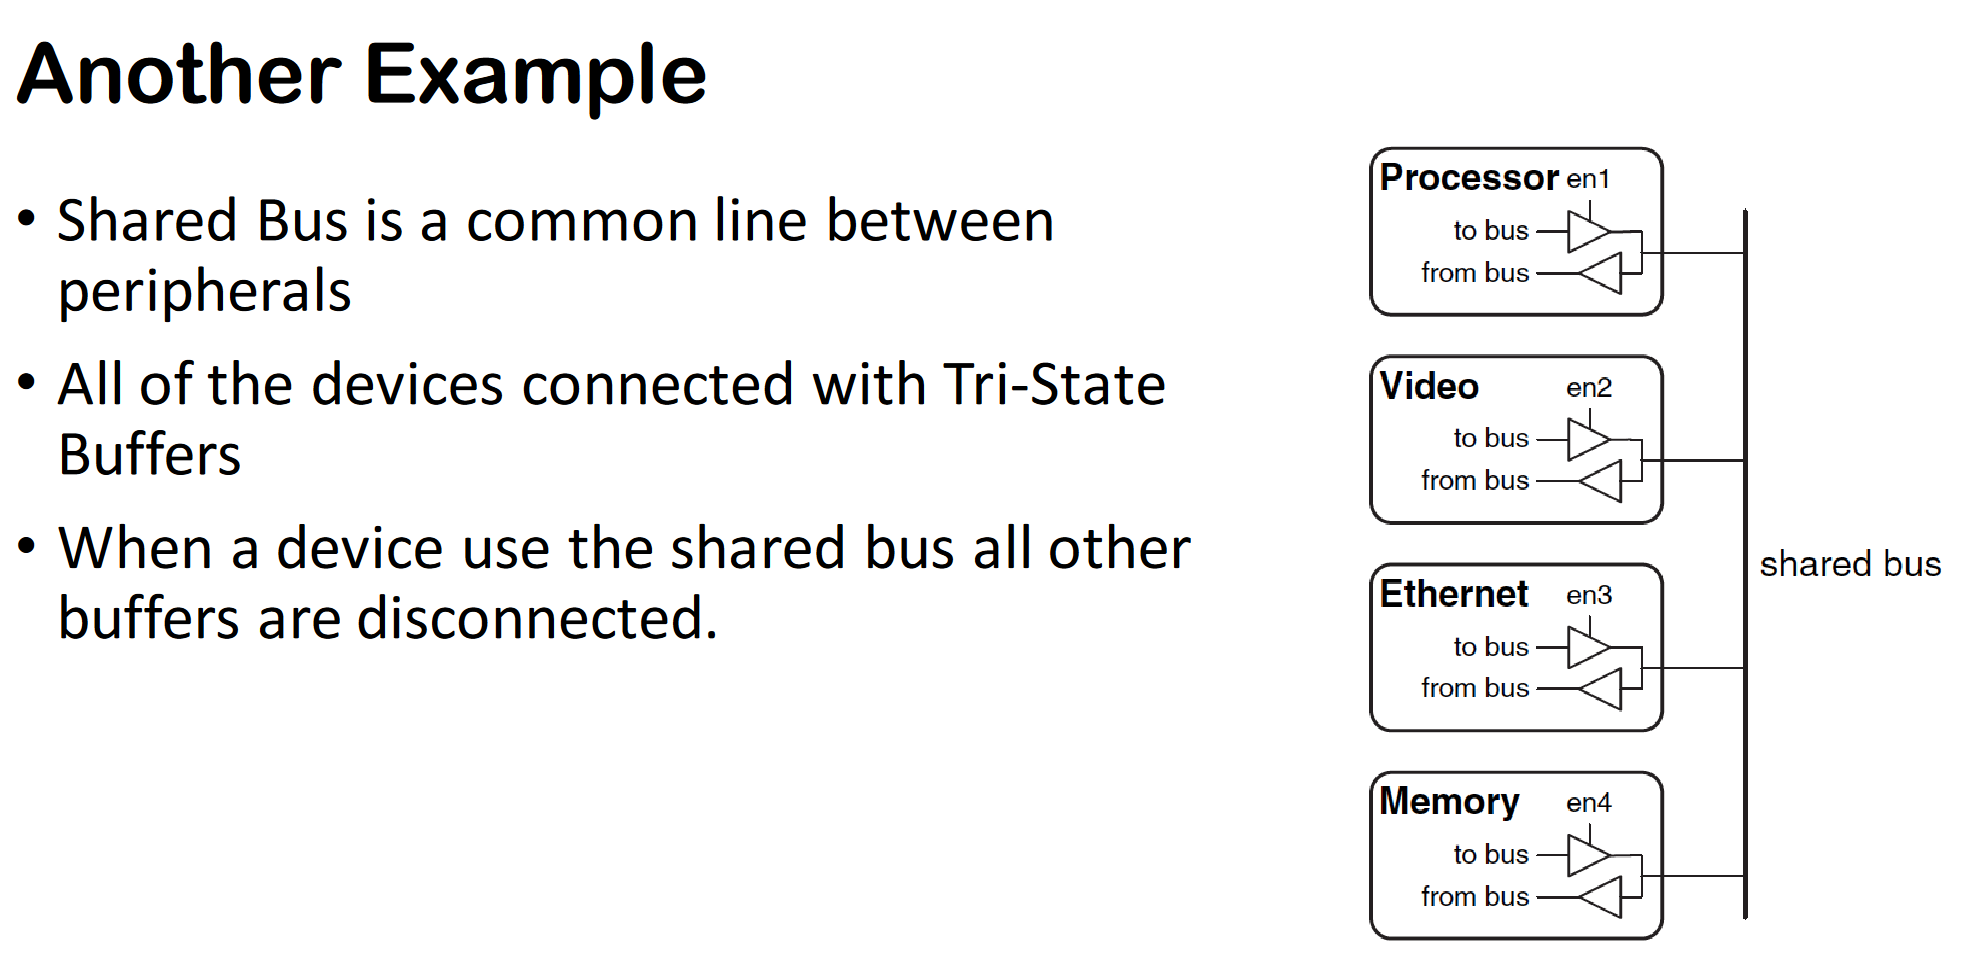 Another Example
• Shared Bus is a common line between
peripherals
• All of the devices connected with Tri-State
Buffers
• When a device use the shared bus all other
buffers are disconnected.
Processor en1
to bus
from bus
Video en2
to bus
from bus
Ethernet en3
to bus
from bus
Memory en4
to bus
from bus
shared bus